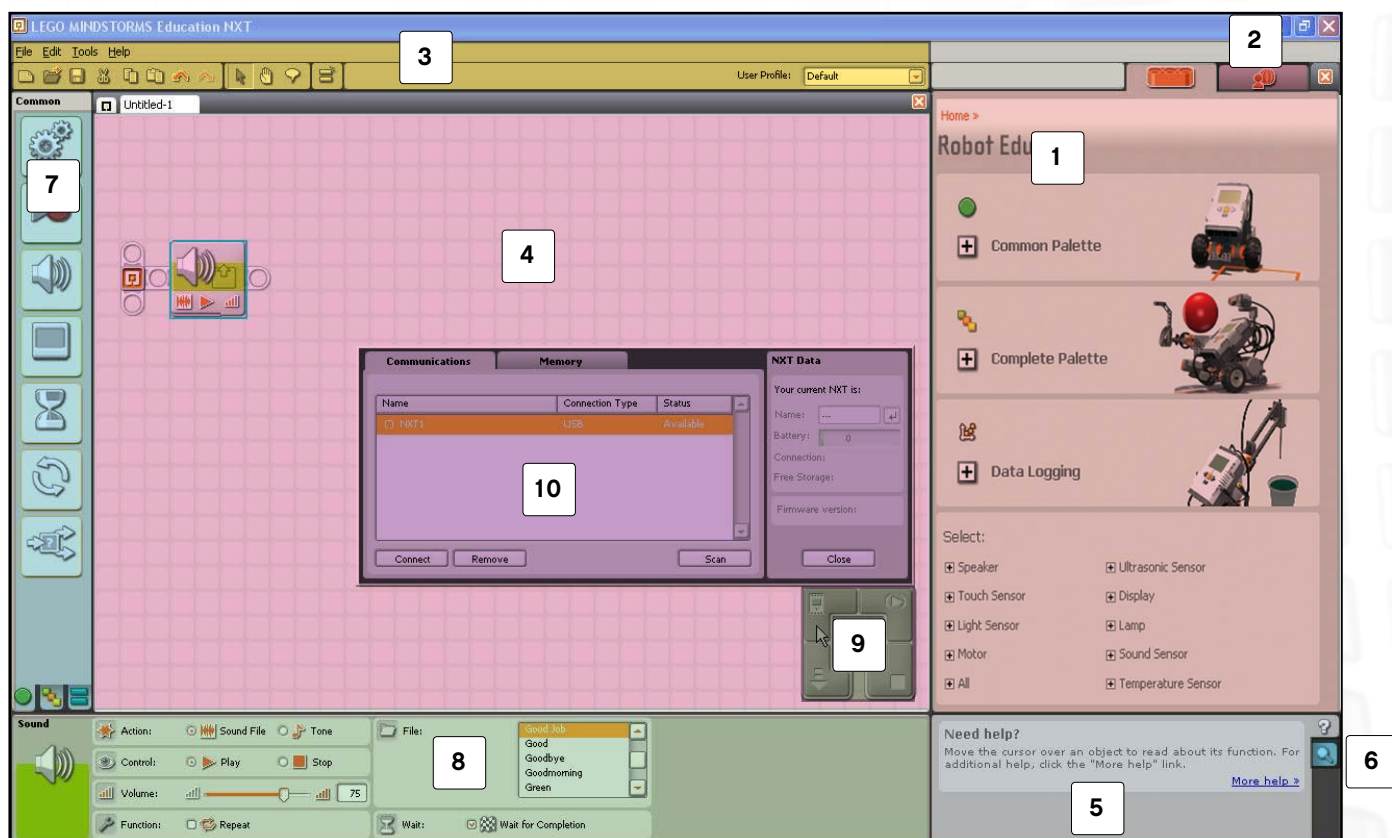 LEGO MINDSTORMS Education NXT
2
File Edit Tools Help
3
User Profile: Default
Common
Untitled-1
7
4
Home »
Robot Edu
1
Common Palette
Complete Palette
Data Logging
Select:
Speaker Ultrasonic Sensor
Touch Sensor Display
Light Sensor Lamp
Motor Sound Sensor
All Temperature Sensor
Communications Memory
Name Connection Type Status
NXT1 USB Available
10
Connect Remove Scan
NXT Data
Your current NXT is:
Name: ---
Battery: 0
Connection:
Free Storage:
Firmware version:
Close
9
Sound
Action: Sound File Tone
Control: Play Stop
Volume: 75
Function: Repeat
File:
8
Good Job
Good
Goodbye
Goodmorning
Green
Wait: Wait for Completion
Need help?
Move the cursor over an object to read about its function. For
additional help, click the "More help" link.
More help »
5
?
6